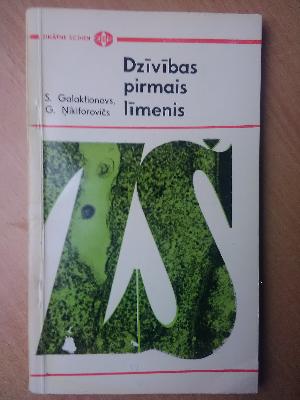 Dzīvības
pirmais
līmenis
S. Galaktionovs,
G. Ņikiforovičs